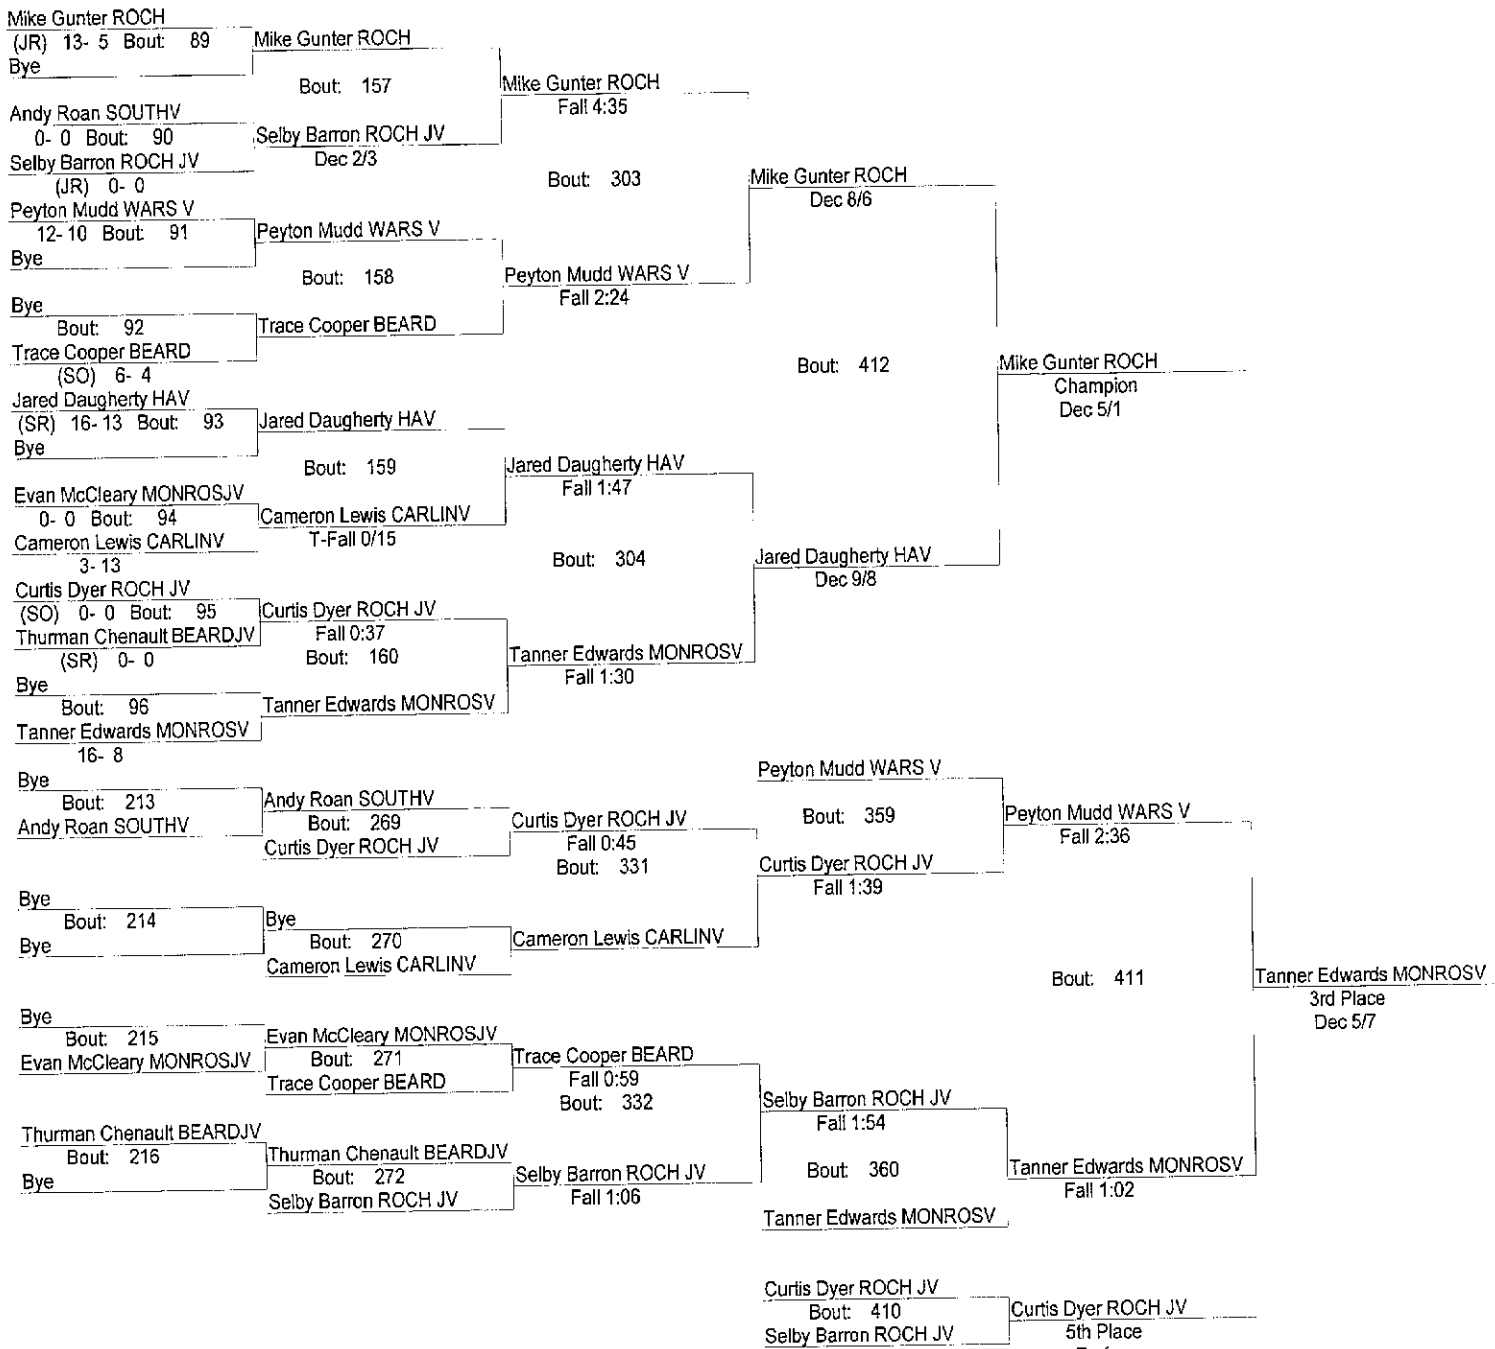 Mike Gunter ROCH
(JR) 13- 5 Bout: 89
Bye
Andy Roan SOUTHV
0- 0 Bout: 90
Selby Barron ROCH JV
(JR) 0- 0
Peyton Mudd WARS V
12- 10 Bout: 91
Bye
Bye
Bout: 92
Trace Cooper BEARD
(SO) 6- 4
Jared Daugherty HAV
(SR) 16- 13 Bout: 93
Bye
Evan McCleary MONROSJV
0- 0 Bout: 94
Cameron Lewis CARLINV
3- 13
Curtis Dyer ROCH JV
(SO) 0- 0 Bout: 95
Thurman Chenault BEARDJV
(SR) 0- 0
Bye
Bout: 96
Tanner Edwards MONROSV
16- 8
Mike Gunter ROCH
Bout: 157
Selby Barron ROCH JV
Dec 2/3
Peyton Mudd WARS V
Bout: 158
Trace Cooper BEARD
Jared Daugherty HAV
Bout: 159
Cameron Lewis CARLINV
T-Fall 0/15
Curtis Dyer ROCH JV
Fall 0:37
Bout: 160
Tanner Edwards MONROSV
Mike Gunter ROCH
Fall 4:35
Bout: 303
Peyton Mudd WARS V
Fall 2:24
Jared Daugherty HAV
Fall 1:47
Bout: 304
Tanner Edwards MONROSV
Fall 1:30
Mike Gunter ROCH
Dec 8/6
Bout: 412
Jared Daugherty HAV
Dec 9/8
Mike Gunter ROCH
Champion
Dec 5/1
Bye
Bout: 213
Andy Roan SOUTHV
Bye
Bout: 214
Bye
Bye
Bout: 215
Evan McCleary MONROSJV
Thurman Chenault BEARDJV
Bout: 216
Bye
Andy Roan SOUTHV
Bout: 269
Curtis Dyer ROCH JV
Bye
Bout: 270
Cameron Lewis CARLINV
Evan McCleary MONROSJV
Bout: 271
Trace Cooper BEARD
Thurman Chenault BEARDJV
Bout: 272
Selby Barron ROCH JV
Curtis Dyer ROCH JV
Fall 0:45
Bout: 331
Cameron Lewis CARLINV
Trace Cooper BEARD
Fall 0:59
Bout: 332
Selby Barron ROCH JV
Fall 1:06
Peyton Mudd WARS V
Bout: 359
Curtis Dyer ROCH JV
Fall 1:39
Selby Barron ROCH JV
Fall 1:54
Bout: 360
Tanner Edwards MONROSV
Peyton Mudd WARS V
Fall 2:36
Bout: 411
Tanner Edwards MONROSV
Fall 1:02
Tanner Edwards MONROSV
3rd Place
Dec 5/7
Curtis Dyer ROCH JV
Bout: 410
Selby Barron ROCH JV
Curtis Dyer ROCH JV
5th Place